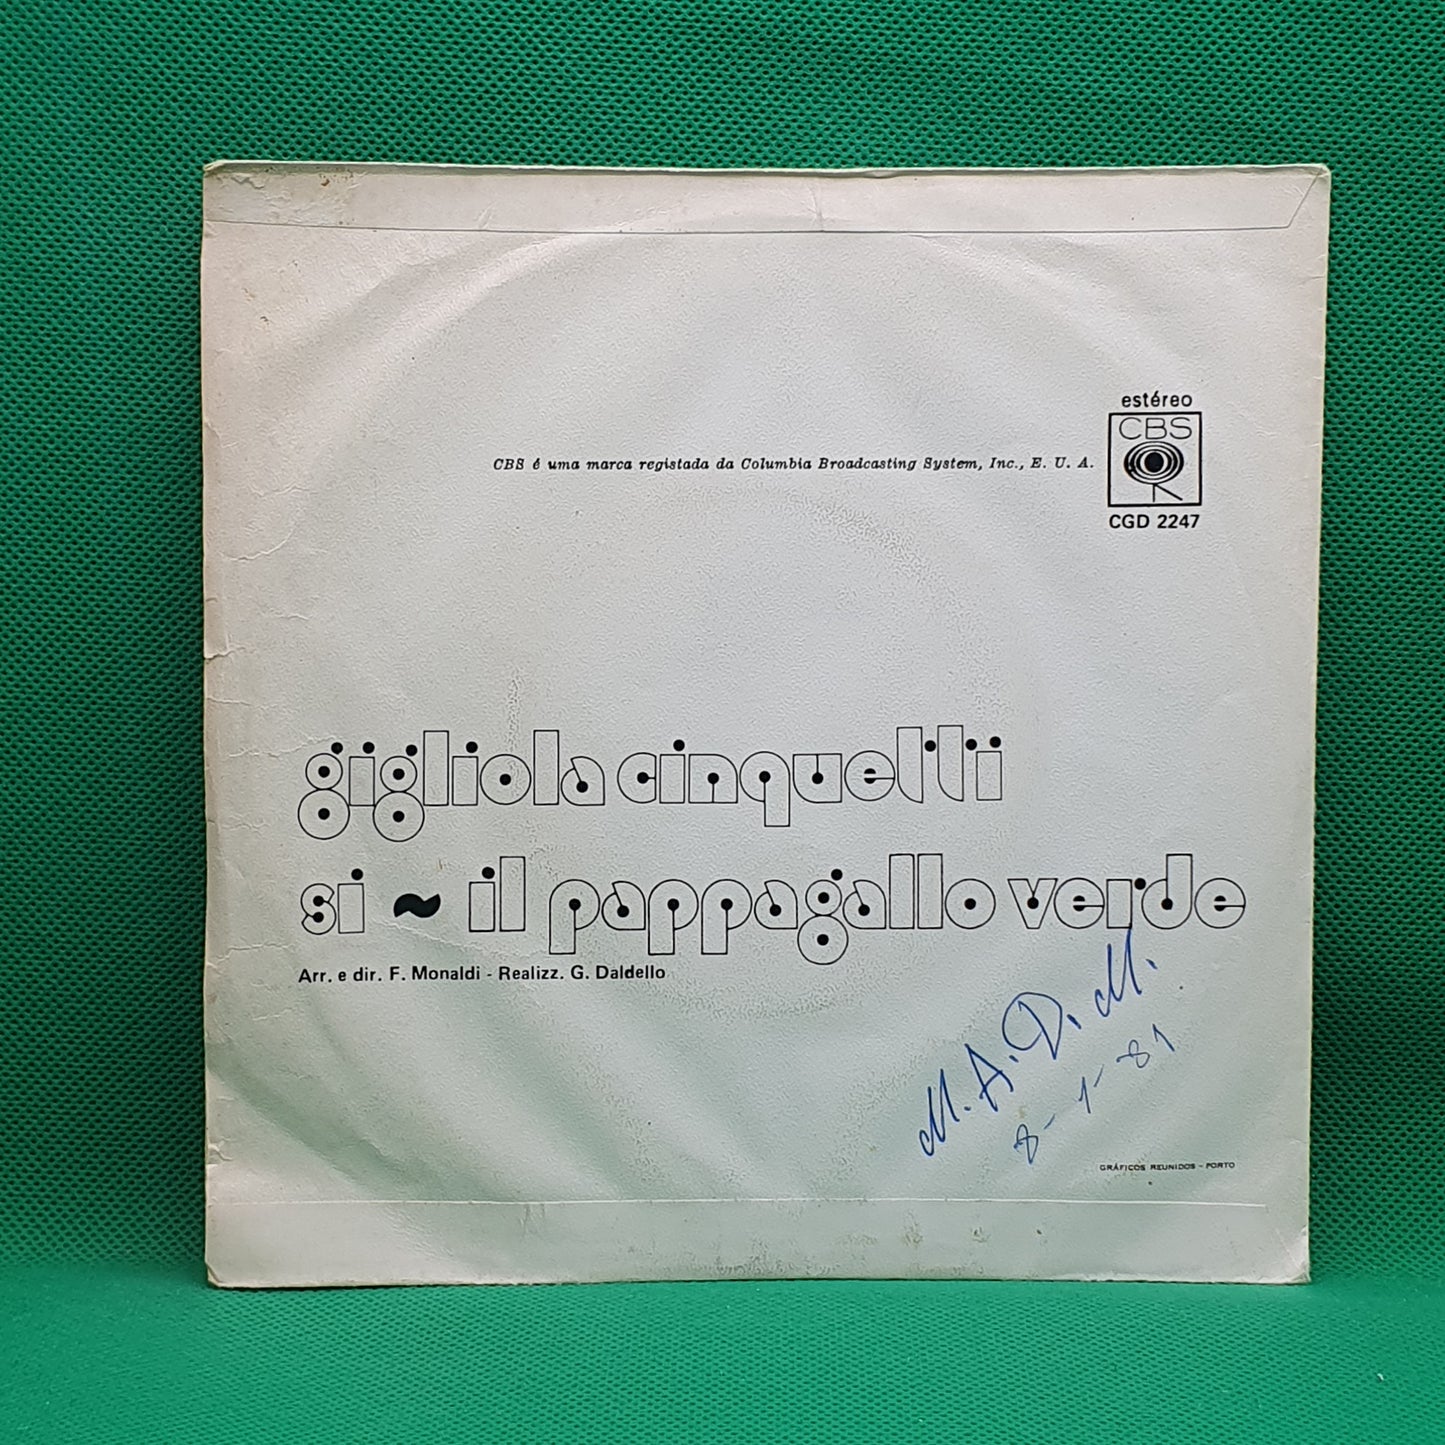 estéreo
CBS
CBS é uma marca registada da Columbia Broadcasting System, Inc., E. U. A.
CGD 2247
gigliola cinquetti
si ~ il pappagallo verde
Arr. e dir. F. Monaldi - Realizz. G. Daldello
M. A. D. M.
8-1-81
GRÁFICOS REUNIDOS - PORTO